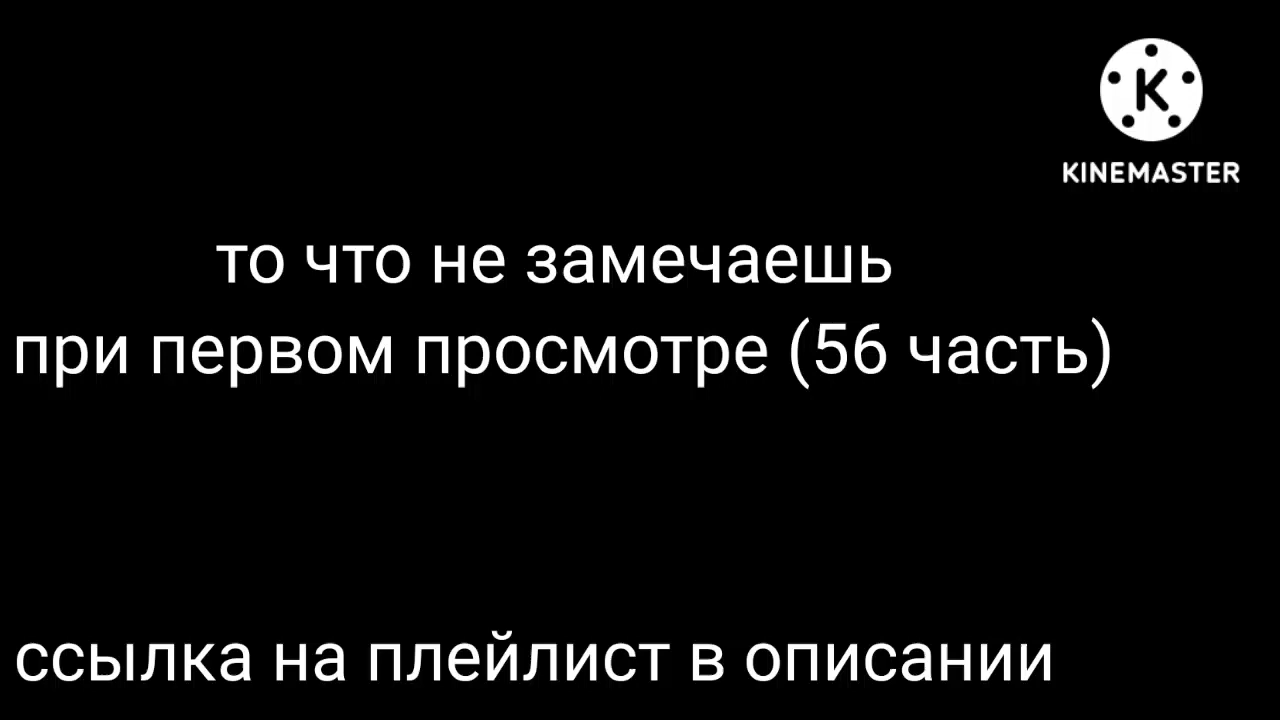 K
KINEMASTER
то что не замечаешь
при первом просмотре (56 часть)
ссылка на плейлист в описании